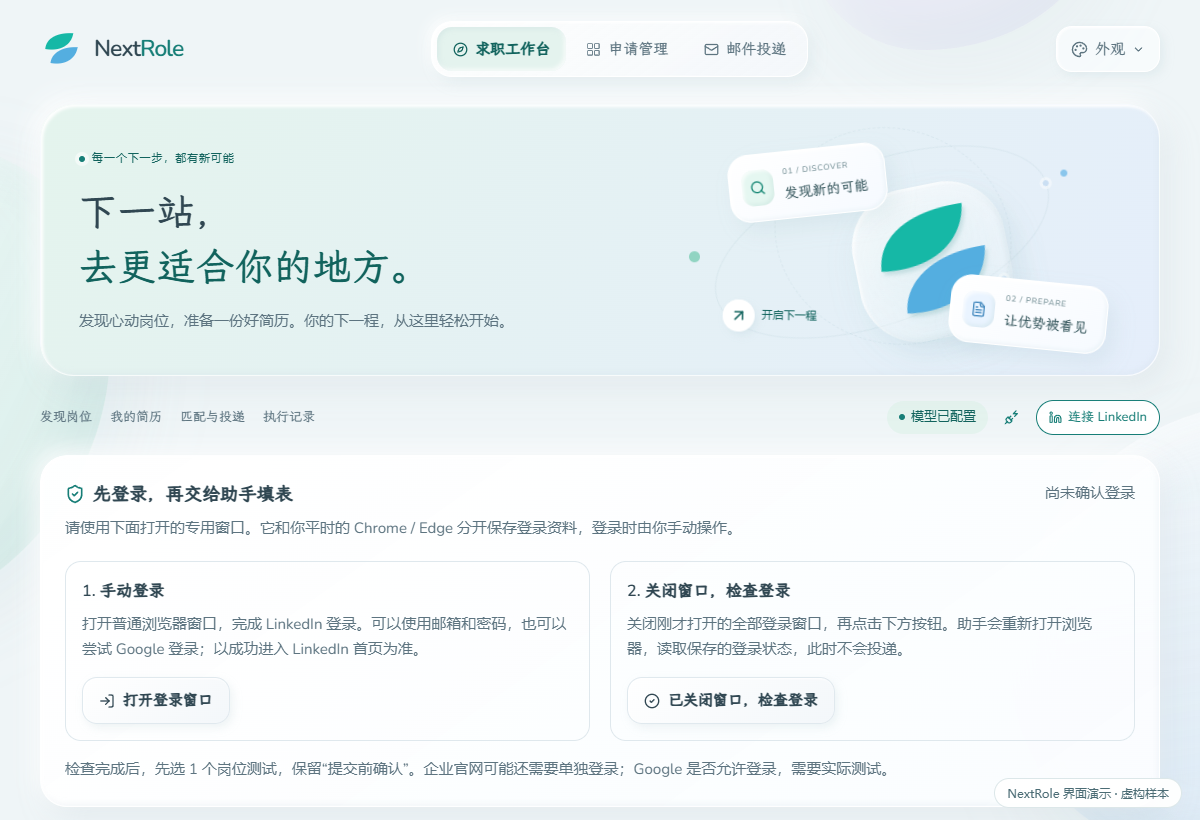 NextRole
求职工作台
申请管理
邮件投递
外观
每一个下一步，都有新可能
下一站，
去更适合你的地方。
发现心动岗位，准备一份好简历。你的下一程，从这里轻松开始。
01 / DISCOVER
发现新的可能
02 / PREPARE
让优势被看见
开启下一程
发现岗位
我的简历
匹配与投递
执行记录
模型已配置
连接 LinkedIn
先登录，再交给助手填表
尚未确认登录
请使用下面打开的专用窗口。它和你平时的 Chrome / Edge 分开保存登录资料，登录时由你手动操作。
1. 手动登录
打开普通浏览器窗口，完成 LinkedIn 登录。可以使用邮箱和密码，也可以
尝试 Google 登录；以成功进入 LinkedIn 首页为准。
打开登录窗口
2. 关闭窗口，检查登录
关闭刚才打开的全部登录窗口，再点击下方按钮。助手会重新打开浏览
器，读取保存的登录状态，此时不会投递。
已关闭窗口，检查登录
检查完成后，先选 1 个岗位测试，保留“提交前确认”。企业官网可能还需要单独登录；Google 是否允许登录，需要实际测试。
NextRole 界面演示 · 虚构样本